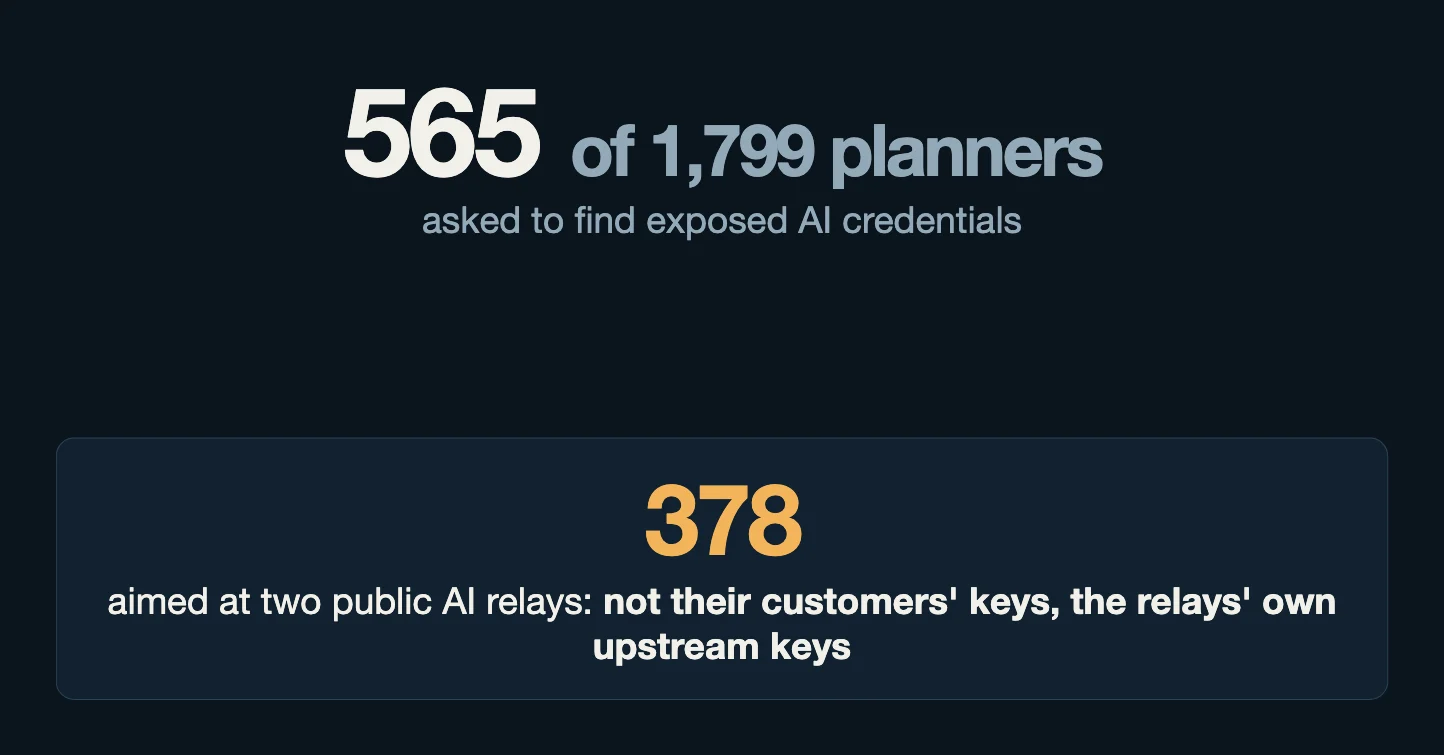 565 of 1,799 planners
asked to find exposed AI credentials
378
aimed at two public AI relays: not their customers' keys, the relays' own
upstream keys